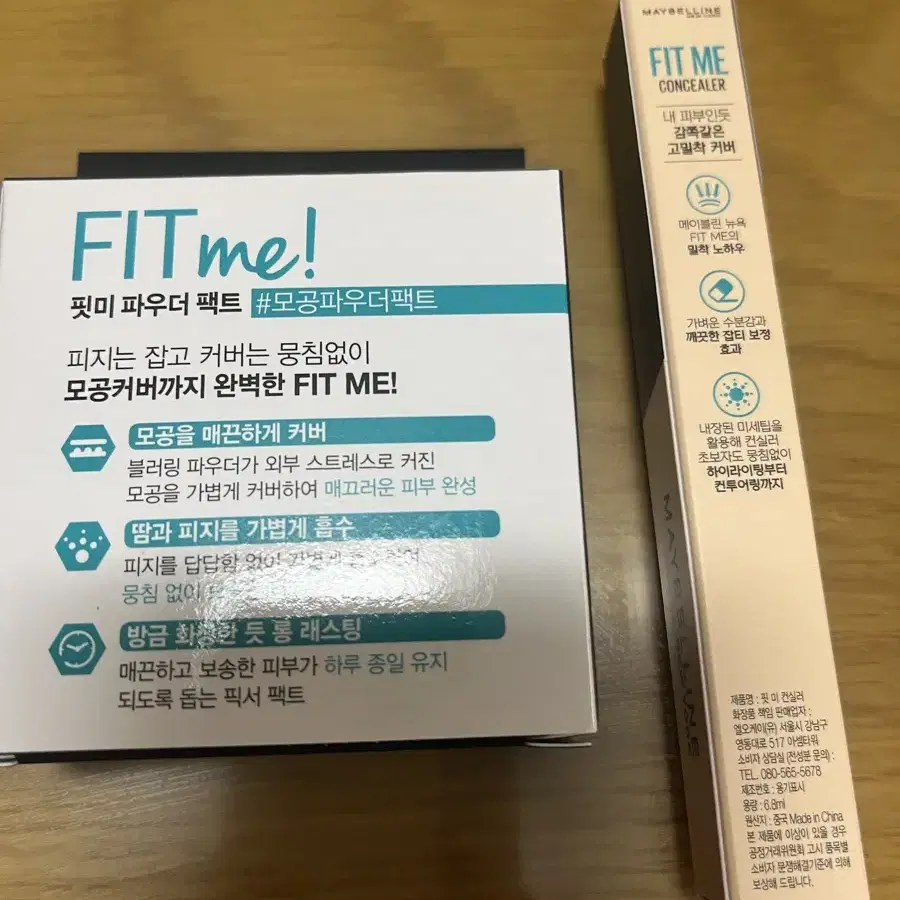 FIT me!
핏미 파우더 팩트 #모공파우더팩트
피지는 잡고 커버는 뭉침없이
모공커버까지 완벽한 FIT ME!
모공을 매끈하게 커버
블러링 파우더가 외부 스트레스로 커진
모공을 가볍게 커버하여 매끄러운 피부 완성
땀과 피지를 가볍게 흡수
피지를 답답함 없이 가볍게
뭉침 없이
방금 화장한 듯 롱 래스팅
매끈하고 보송한 피부가 하루 종일 유지
되도록 돕는 픽서 팩트
MAYBELLINE
FIT ME
CONCEALER
내 피부인듯
감쪽같은
고밀착 커버
메이블린 뉴욕
FIT ME의
밀착 노하우
가벼운 수분감과
깨끗한 잡티 보정
효과
내장된 미세팁을
활용해 컨실러
초보자도 뭉침없이
하이라이팅부터
컨투어링까지
제품명 : 핏 미 컨실러
화장품 책임 판매업자 :
엘오케이(유) 서울시 강남구
영동대로 517 아셈타워
소비자 상담실 (전성분 문의) :
TEL. 080-565-5678
제조번호 : 용기표시
용량 : 6.8ml
원산지 : 중국 Made in China
본 제품에 이상이 있을 경우
공정거래위원회 고시 품목별
소비자 분쟁해결기준에 의해
보상해 드립니다.
MAYBELLINE